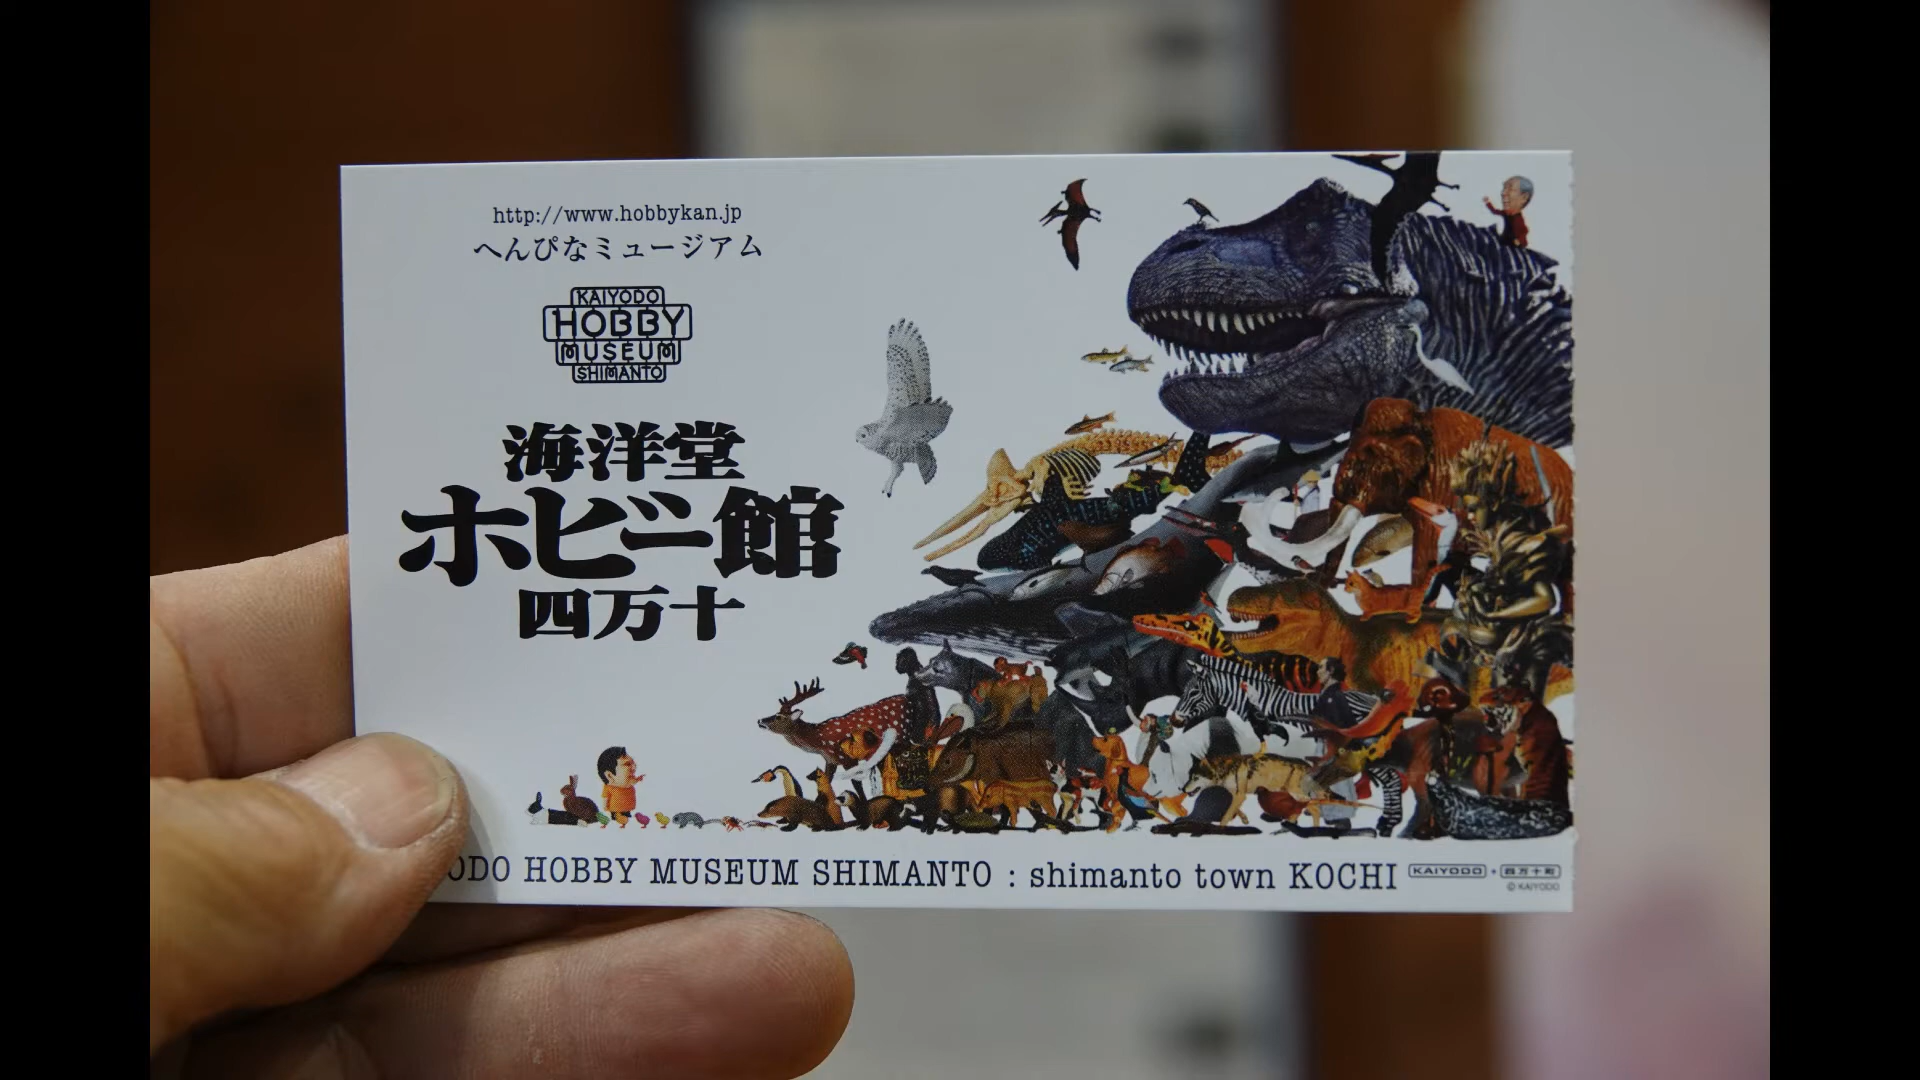 http://www.hobbykan.jp
へんぴなミュージアム
KAIYODO
HOBBY
MUSEUM
SHIMANTO
海洋堂
ホビー館
四万十
ODO HOBBY MUSEUM SHIMANTO : shimanto town KOCHI
KAIYODO + 四万十町
© KAIYODO